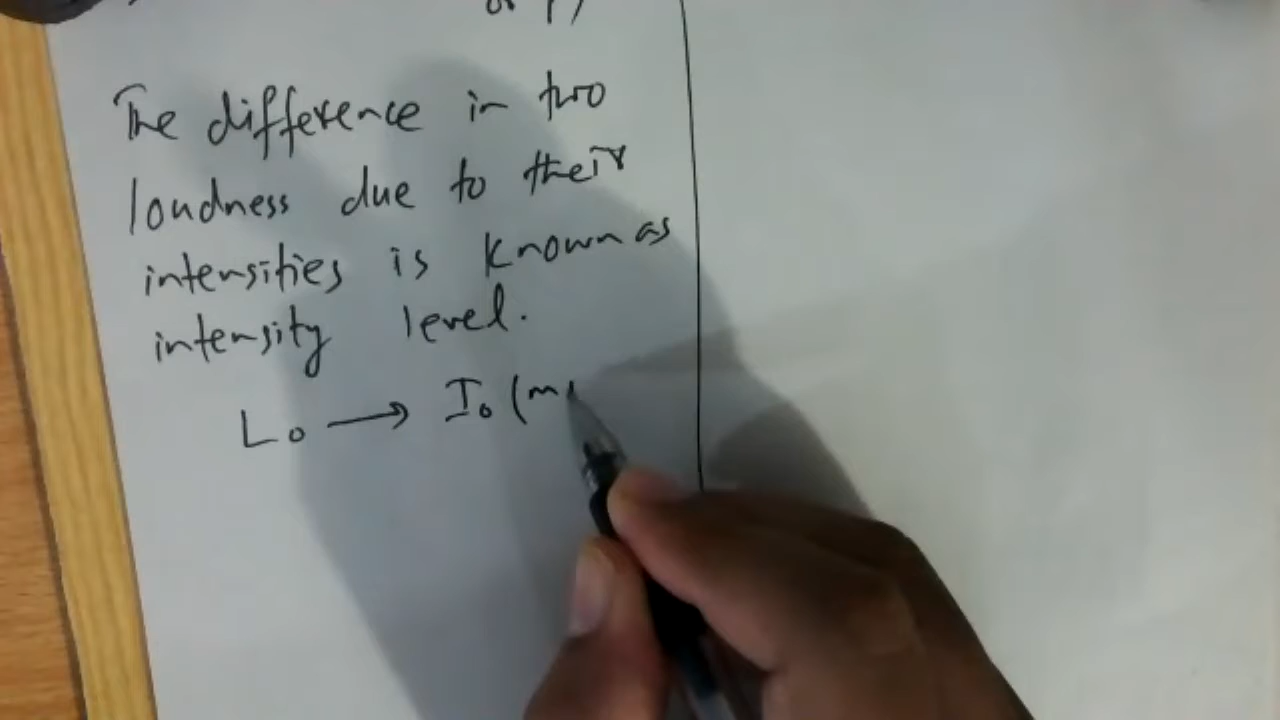 The difference in two
loudness due to their
intensities is known as
intensity level.
L₀ → I₀ (m